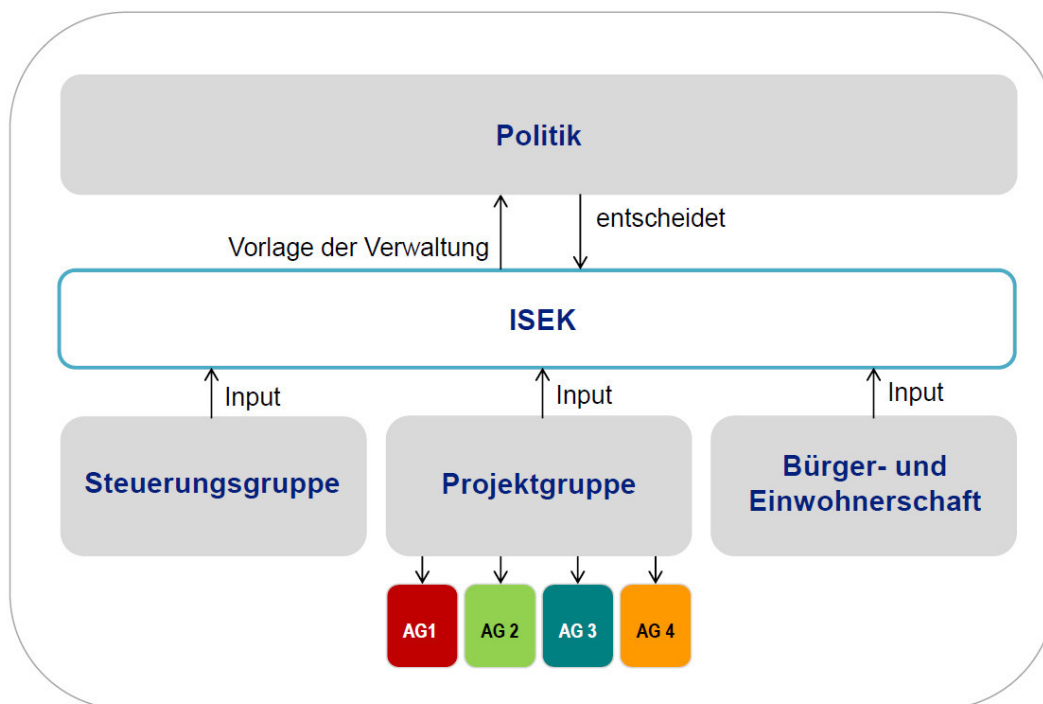 Politik
entscheidet
Vorlage der Verwaltung
ISEK
Input
Input
Input
Steuerungsgruppe
Projektgruppe
Bürger- und
Einwohnerschaft
AG1
AG 2
AG 3
AG 4